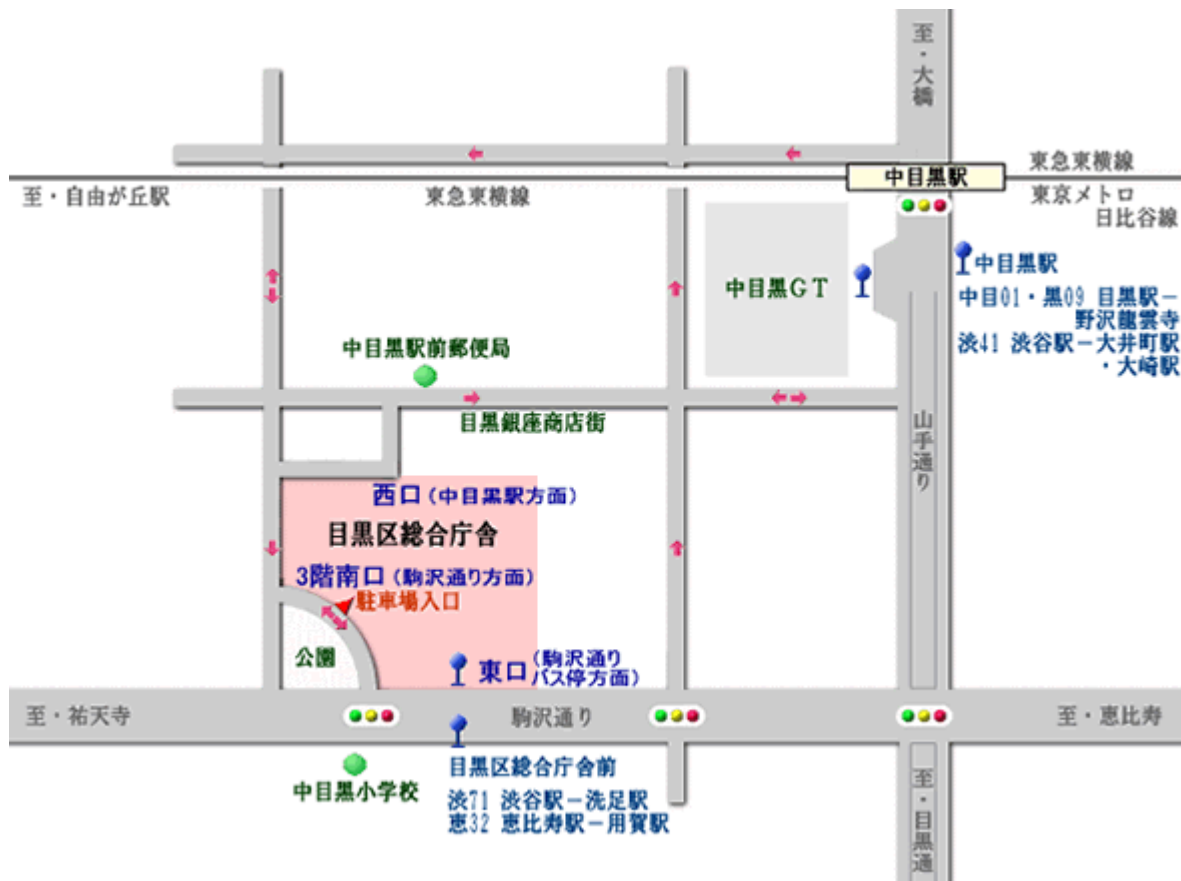 至・大橋
東急東横線
中目黒駅
至・自由が丘駅
東急東横線
東京メトロ
日比谷線
中目黒駅
中目01・黒09 目黒駅－
野沢龍雲寺
渋41 渋谷駅－大井町駅
・大崎駅
中目黒GT
中目黒駅前郵便局
目黒銀座商店街
山手通り
西口(中目黒駅方面)
目黒区総合庁舎
3階南口(駒沢通り方面)
駐車場入口
公園
東口(駒沢通り
バス停方面)
至・祐天寺
駒沢通り
至・恵比寿
目黒区総合庁舎前
渋71 渋谷駅－洗足駅
恵32 恵比寿駅－用賀駅
中目黒小学校
至・目黒通